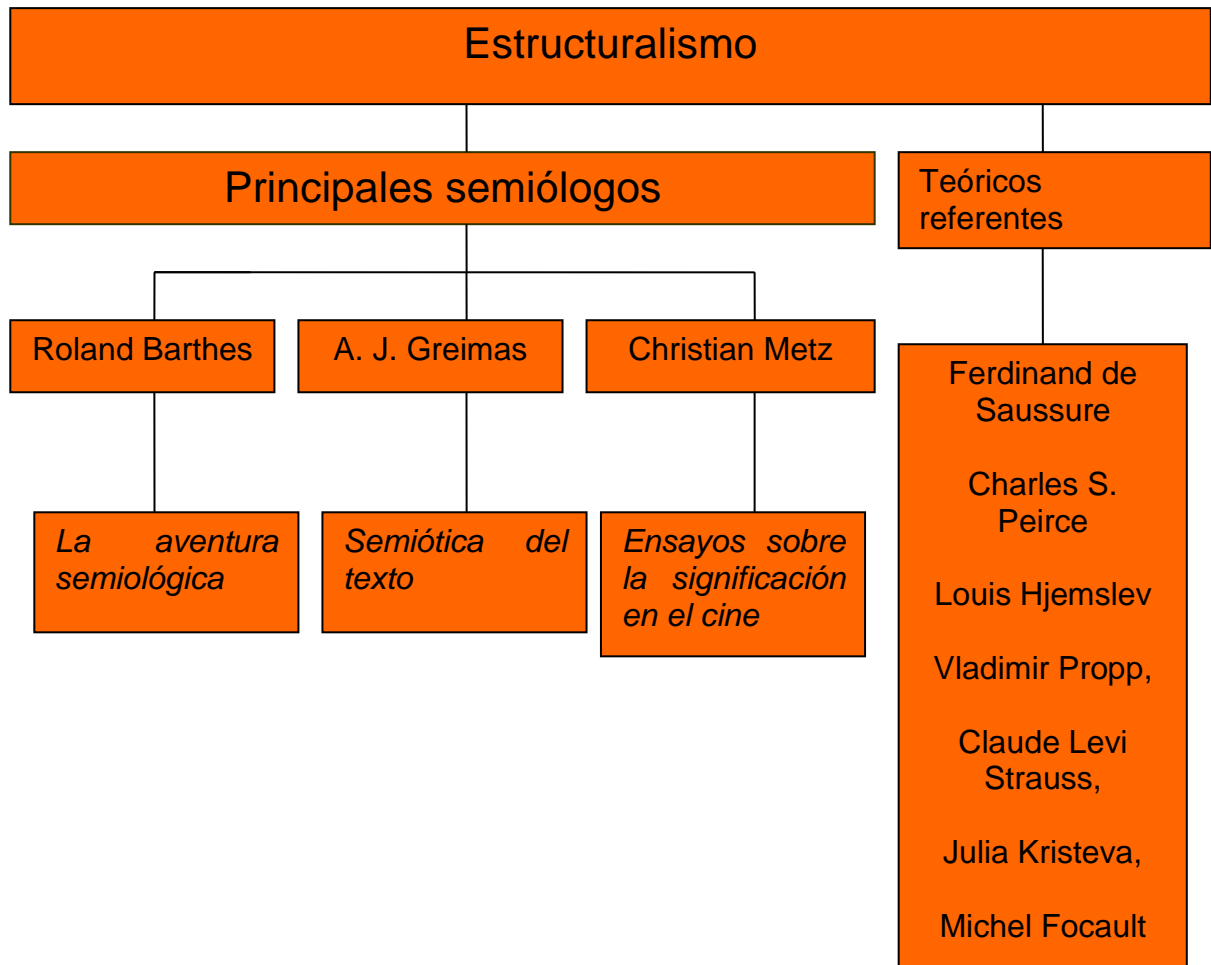 Estructuralismo
Principales semiólogos
Teóricos
referentes
Roland Barthes
A. J. Greimas
Christian Metz
La aventura
semiológica
Semiótica del
texto
Ensayos sobre
la significación
en el cine
Ferdinand de
Saussure
Charles S.
Peirce
Louis Hjemslev
Vladimir Propp,
Claude Levi
Strauss,
Julia Kristeva,
Michel Focault